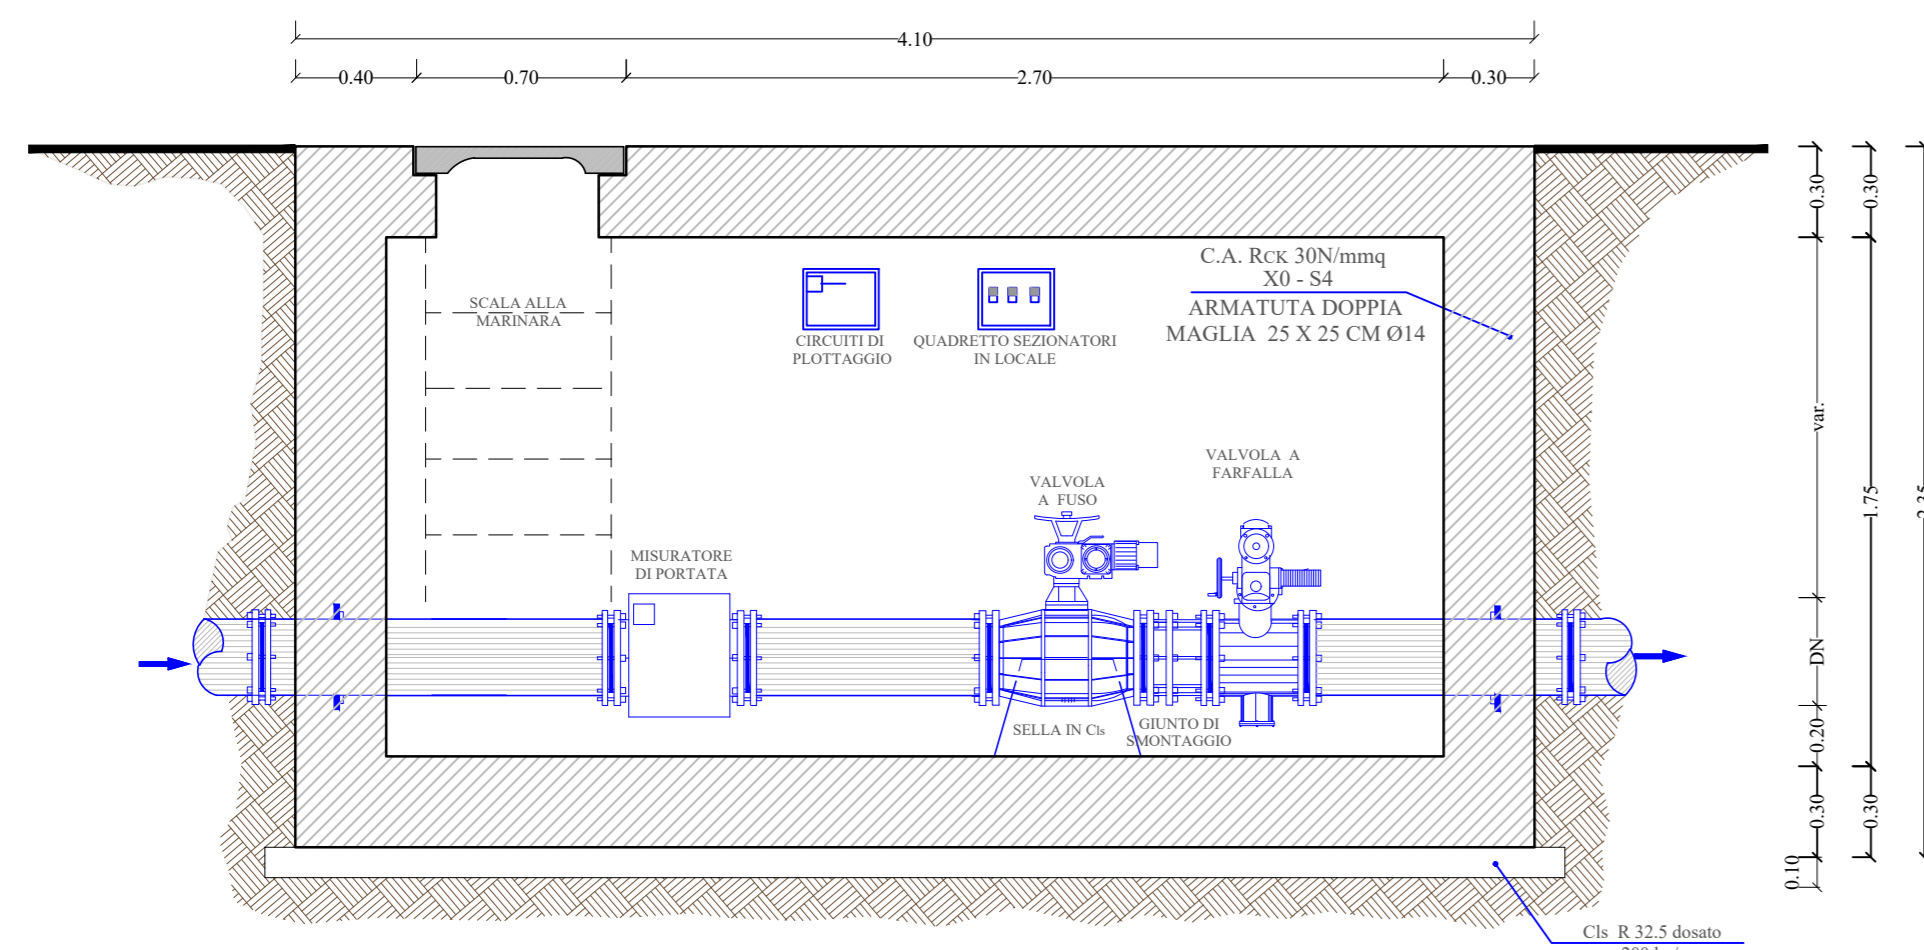 4.10
0.40
0.70
2.70
0.30
SCALA ALLA
MARINARA
CIRCUITI DI
PLOTTAGGIO
QUADRETTO SEZIONATORI
IN LOCALE
C.A. RCK 30N/mmq
X0 - S4
ARMATUTA DOPPIA
MAGLIA 25 X 25 CM Ø14
VALVOLA
A FUSO
VALVOLA A
FARFALLA
MISURATORE
DI PORTATA
SELLA IN Cls
GIUNTO DI
SMONTAGGIO
0.30
var.
DN
0.20
0.30
0.10
0.30
1.75
0.30
2.35
Cls R 32.5 dosato